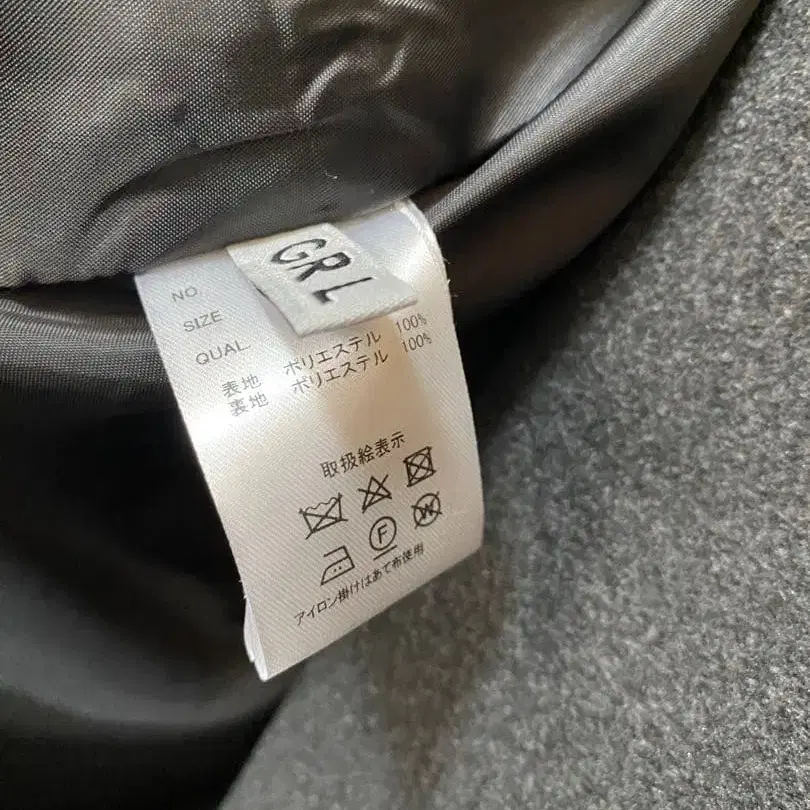 GR L
NO
SIZE
QUAL.
表地 ポリエステル 100%
裏地 ポリエステル 100%
取扱絵表示
F W
アイロン掛けはあて布使用